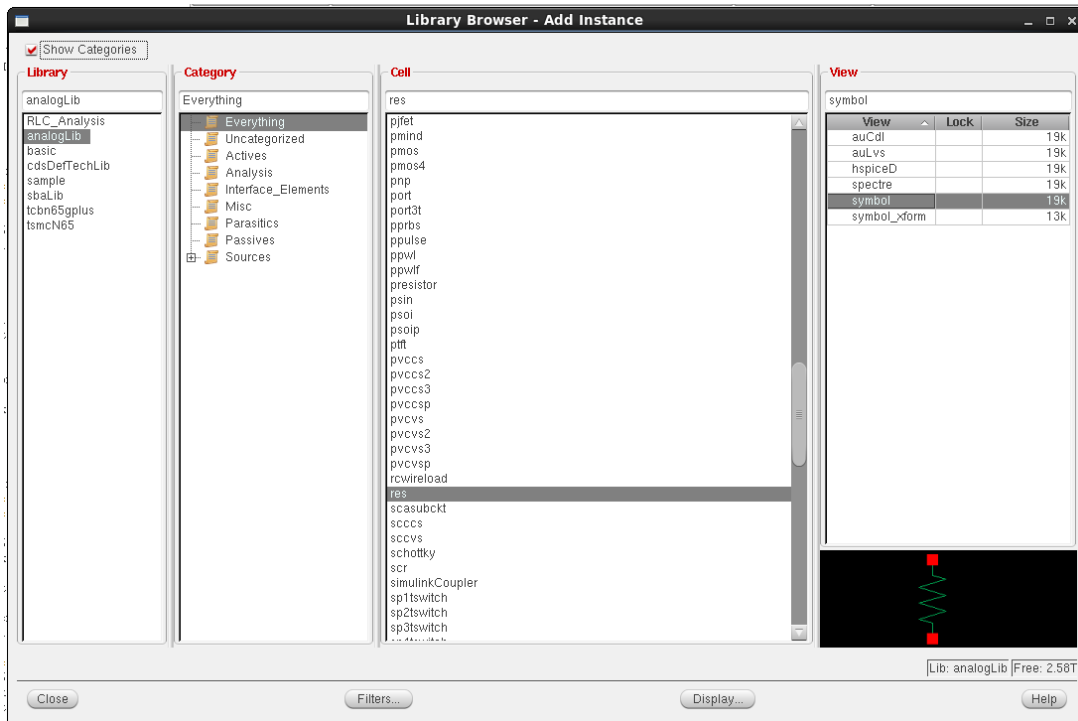 Library Browser - Add Instance
Show Categories
Library
analogLib
RLC_Analysis
analogLib
basic
cdsDefTechLib
sample
sbaLib
tcbn65gplus
tsmcN65
Category
Everything
Everything
Uncategorized
Actives
Analysis
Interface_Elements
Misc
Parasitics
Passives
Sources
Cell
res
pjfet
pmind
pmos
pmos4
pnp
port
port3t
pprbs
ppulse
ppwl
ppwlf
presistor
psin
psoi
psoip
ptft
pvccs
pvccs2
pvccs3
pvccsp
pvcvs
pvcvs2
pvcvs3
pvcvsp
rcwireload
res
scasubckt
scccs
sccvs
schottky
scr
simulinkCoupler
sp1tswitch
sp2tswitch
sp3tswitch
View
symbol
View Lock Size
auCdl 19k
auLvs 19k
hspiceD 19k
spectre 19k
symbol 19k
symbol_xform 13k
Lib: analogLib Free: 2.58T
Close Filters... Display... Help